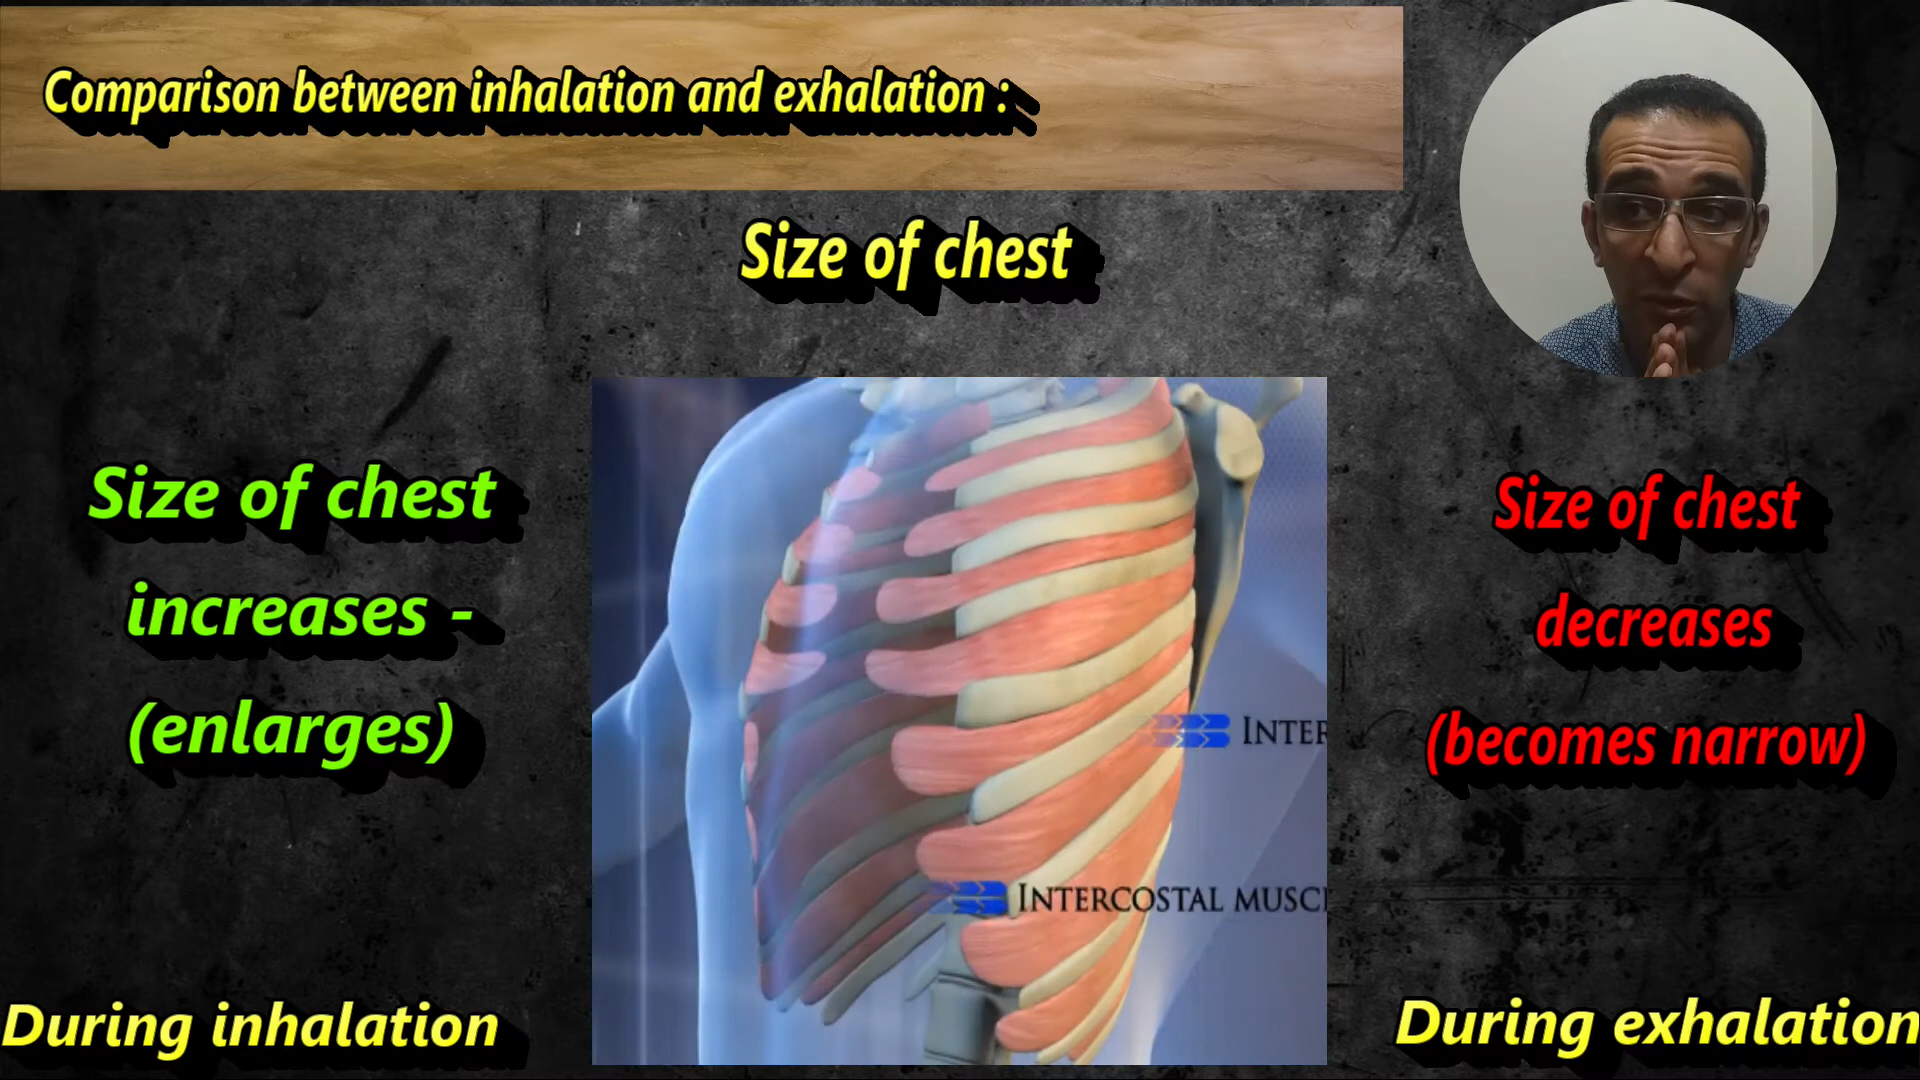 Comparison between inhalation and exhalation :
Size of chest
Size of chest
increases -
(enlarges)
During inhalation
INTER
INTERCOSTAL MUSCL
Size of chest
decreases
(becomes narrow)
During exhalation